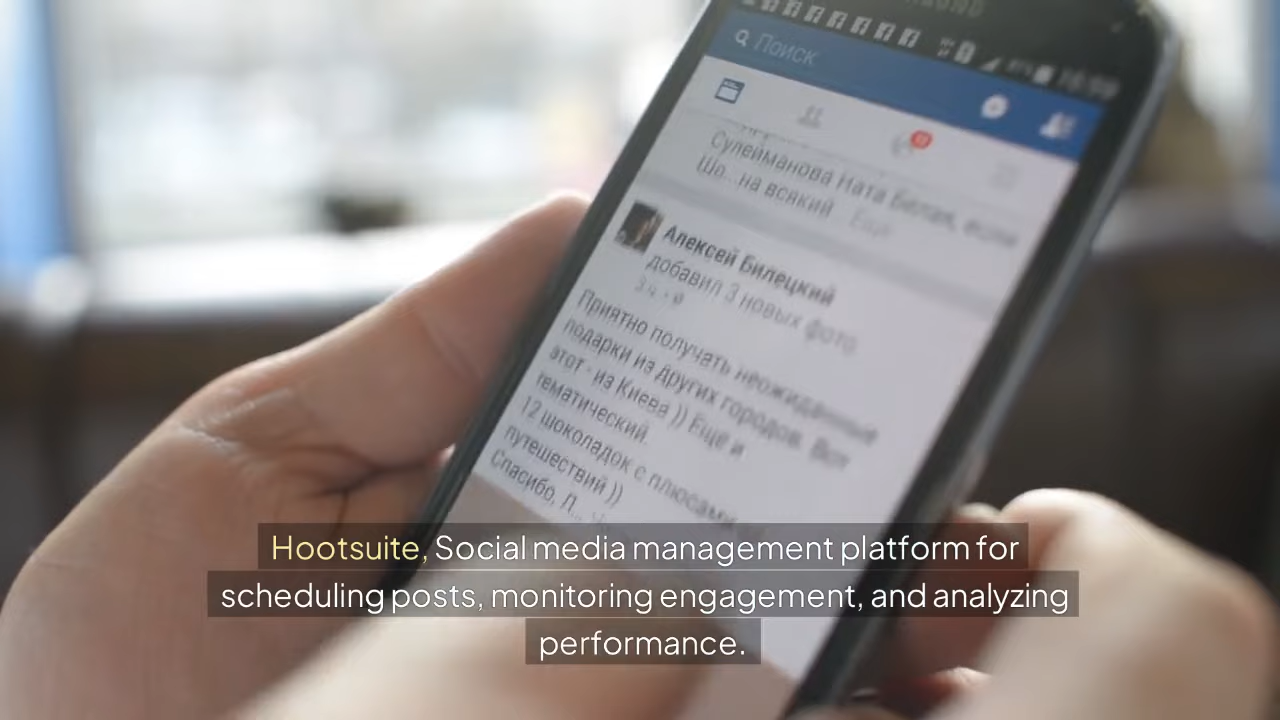 Поиск
Сулейманова Ната Белая, если
Шо... на всякий Ещё
Алексей Билецкий
добавил 3 новых фото.
3 ч •
Приятно получать неожиданные
подарки из других городов. Вот
этот - из Киева )) Ещё и
тематический.
12 шоколадок с плюсами
путешествий ))
Спасибо, Л...
Hootsuite, Social media management platform for
scheduling posts, monitoring engagement, and analyzing
performance.